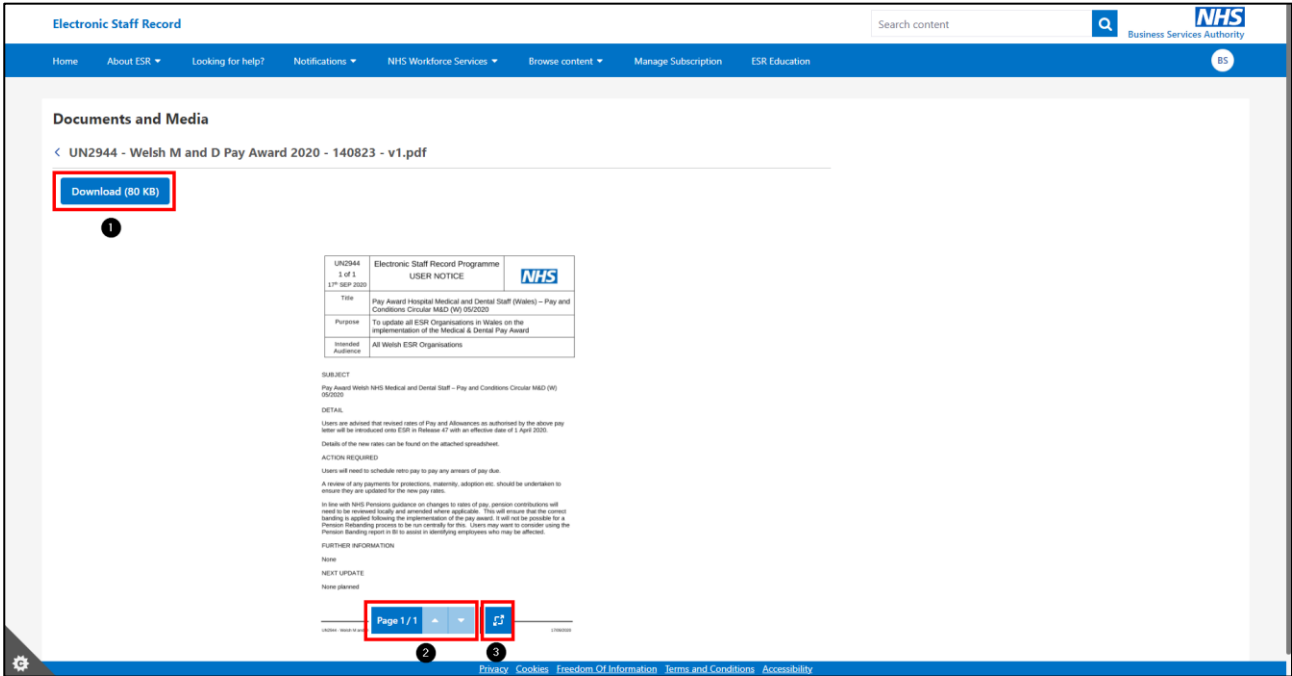 Electronic Staff Record
Search content
NHS
Business Services Authority
Home About ESR Looking for help? Notifications NHS Workforce Services Browse content Manage Subscription ESR Education BS
Documents and Media
UN2944 - Welsh M and D Pay Award 2020 - 140823 - v1.pdf
Download (80 KB)
1
UN2944
1 of 1
17th SEP 2020
Electronic Staff Record Programme
USER NOTICE
NHS
Title
Pay Award Hospital Medical and Dental Staff (Wales) – Pay and
Conditions Circular M&D (W) 05/2020
Purpose
To update all ESR Organisations in Wales on the
implementation of the Medical & Dental Pay Award
Intended
Audience
All Welsh ESR Organisations
SUBJECT
Pay Award Welsh NHS Medical and Dental Staff – Pay and Conditions Circular M&D (W)
05/2020
DETAIL
Users are advised that revised rates of Pay and Allowances as authorised by the above pay
letter will be introduced onto ESR in Release 47 with an effective date of 1 April 2020.
Details of the new rates can be found on the attached spreadsheet.
ACTION REQUIRED
Users will need to schedule retro pay to pay any arrears of pay due.
A review of any payments for protections, maternity, adoption etc. should be undertaken to
ensure they are updated for the new pay rates.
In line with NHS Pensions guidance on changes to rates of pay, pension contributions will
need to be reviewed locally and amended where applicable. This will ensure that the correct
banding is applied following the implementation of the pay award. It will not be possible for a
Pension Rebanding process to be run centrally for this. Users may want to consider using the
Pension Banding report in BI to assist in identifying employees who may be affected.
FURTHER INFORMATION
None
NEXT UPDATE
None planned
Page 1 / 1
2
3
Privacy Cookies Freedom Of Information Terms and Conditions Accessibility